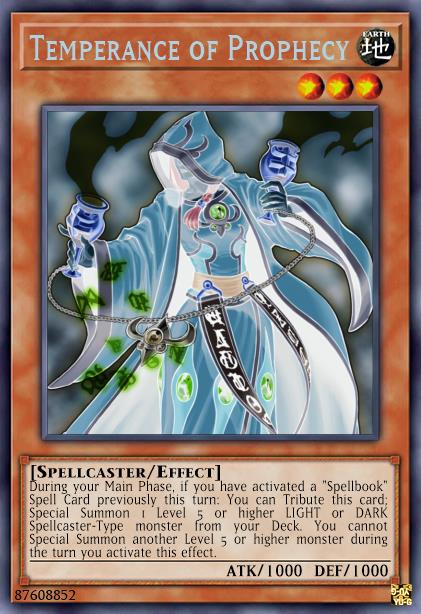 TEMPERANCE OF PROPHECY
EARTH
地
[SPELLCASTER/EFFECT]
During your Main Phase, if you have activated a "Spellbook"
Spell Card previously this turn: You can Tribute this card;
Special Summon 1 Level 5 or higher LIGHT or DARK
Spellcaster-Type monster from your Deck. You cannot
Special Summon another Level 5 or higher monster during
the turn you activate this effect.
ATK/1000 DEF/1000
87608852